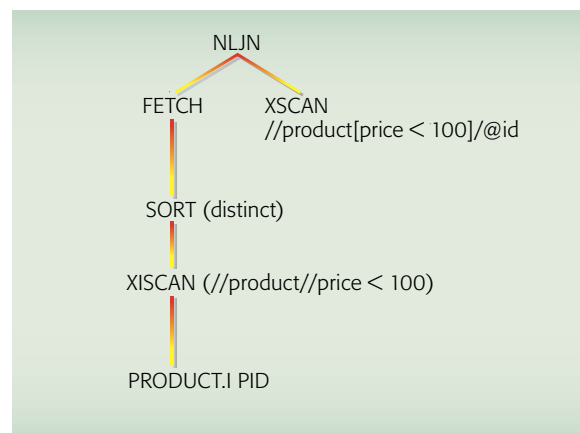 NLJN
FETCH
XSCAN
//product[price < 100]/@id
SORT (distinct)
XISCAN (//product//price < 100)
PRODUCT.I PID